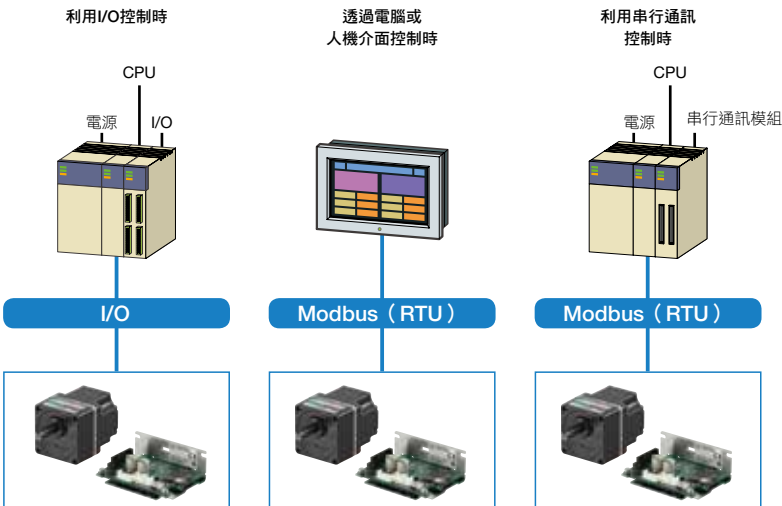 利用I/O控制時
透過電腦或
人機介面控制時
利用串行通訊
控制時
CPU
電源
I/O
CPU
電源
串行通訊模組
I/O
Modbus（RTU）
Modbus（RTU）